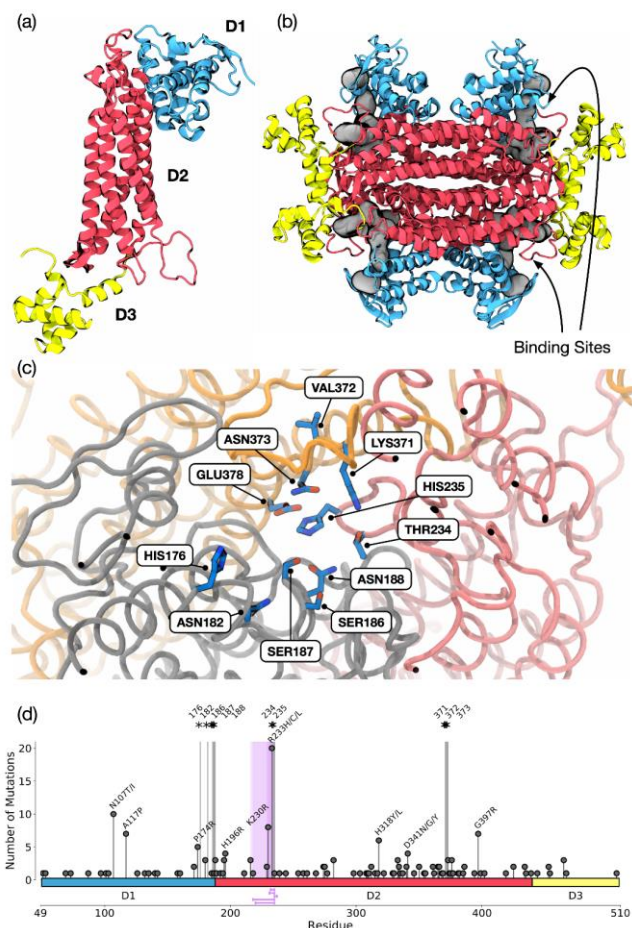 (a)
D1
D2
D3
(b)
Binding Sites
(c)
VAL372
ASN373
LYS371
GLU378
HIS235
THR234
HIS176
ASN188
ASN182
SER186
SER187
(d)
176
182
186
187
188
234
235
371
372
373
Number of Mutations
20
15
10
5
0
N107T/I
A117P
P174R
H196R
K230R
R233H/C/L
H318Y/L
D341N/G/Y
G397R
D1
D2
D3
49
100
200
300
400
510
Residue